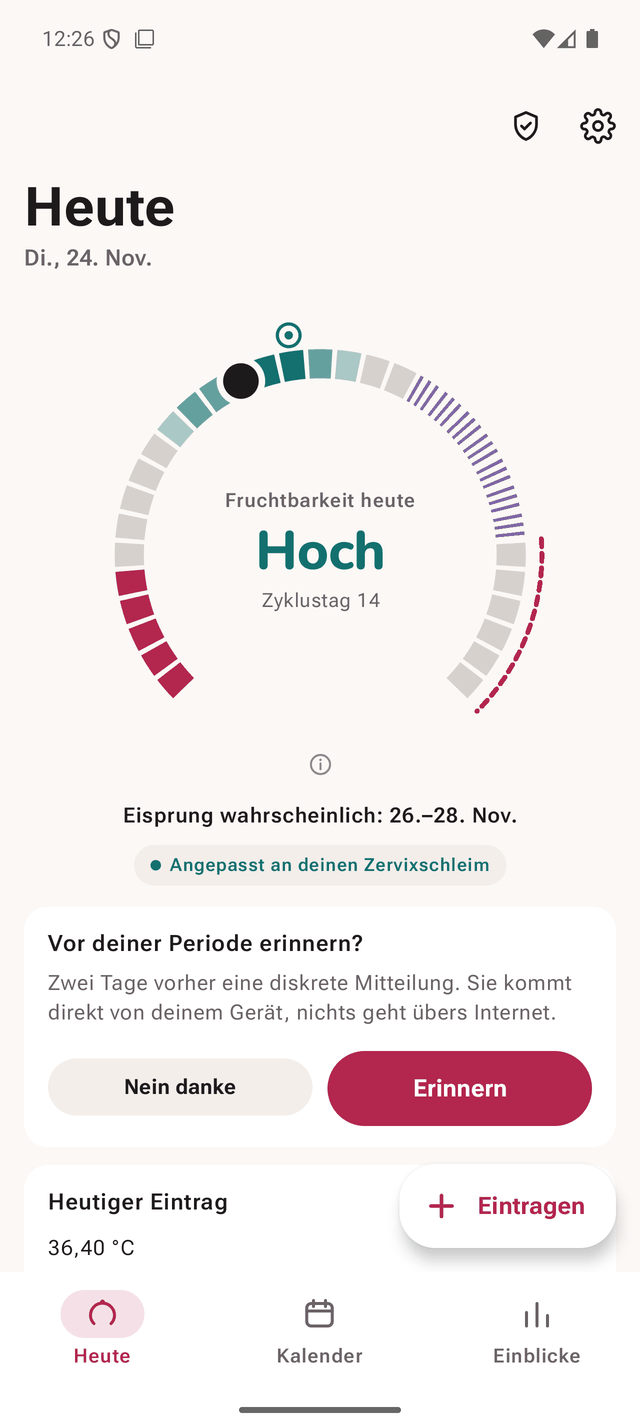 12:26
Heute
Di., 24. Nov.
Fruchtbarkeit heute
Hoch
Zyklustag 14
Eisprung wahrscheinlich: 26.–28. Nov.
Angepasst an deinen Zervixschleim
Vor deiner Periode erinnern?
Zwei Tage vorher eine diskrete Mitteilung. Sie kommt
direkt von deinem Gerät, nichts geht übers Internet.
Nein danke
Erinnern
Heutiger Eintrag
Eintragen
36,40 °C
Heute
Kalender
Einblicke